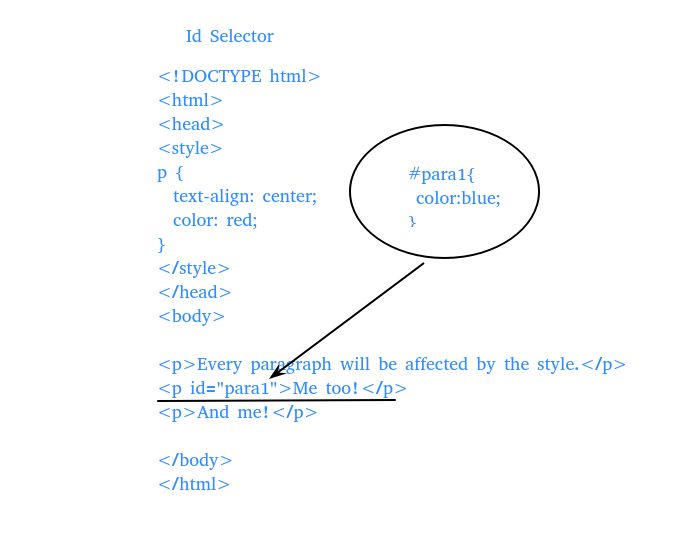 Id Selector
<!DOCTYPE html>
<html>
<head>
<style>
p {
text-align: center;
color: red;
}
#para1{
color:blue;
}
</style>
</head>
<body>
<p>Every paragraph will be affected by the style.</p>
<p id="para1">Me too!</p>
<p>And me!</p>
</body>
</html>